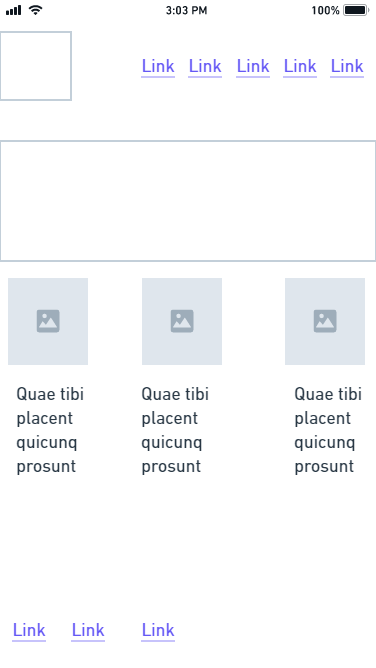 3:03 PM 100%
Link Link Link Link Link
Quae tibi
placent
quicunq
prosunt
Quae tibi
placent
quicunq
prosunt
Quae tibi
placent
quicunq
prosunt
Link Link Link